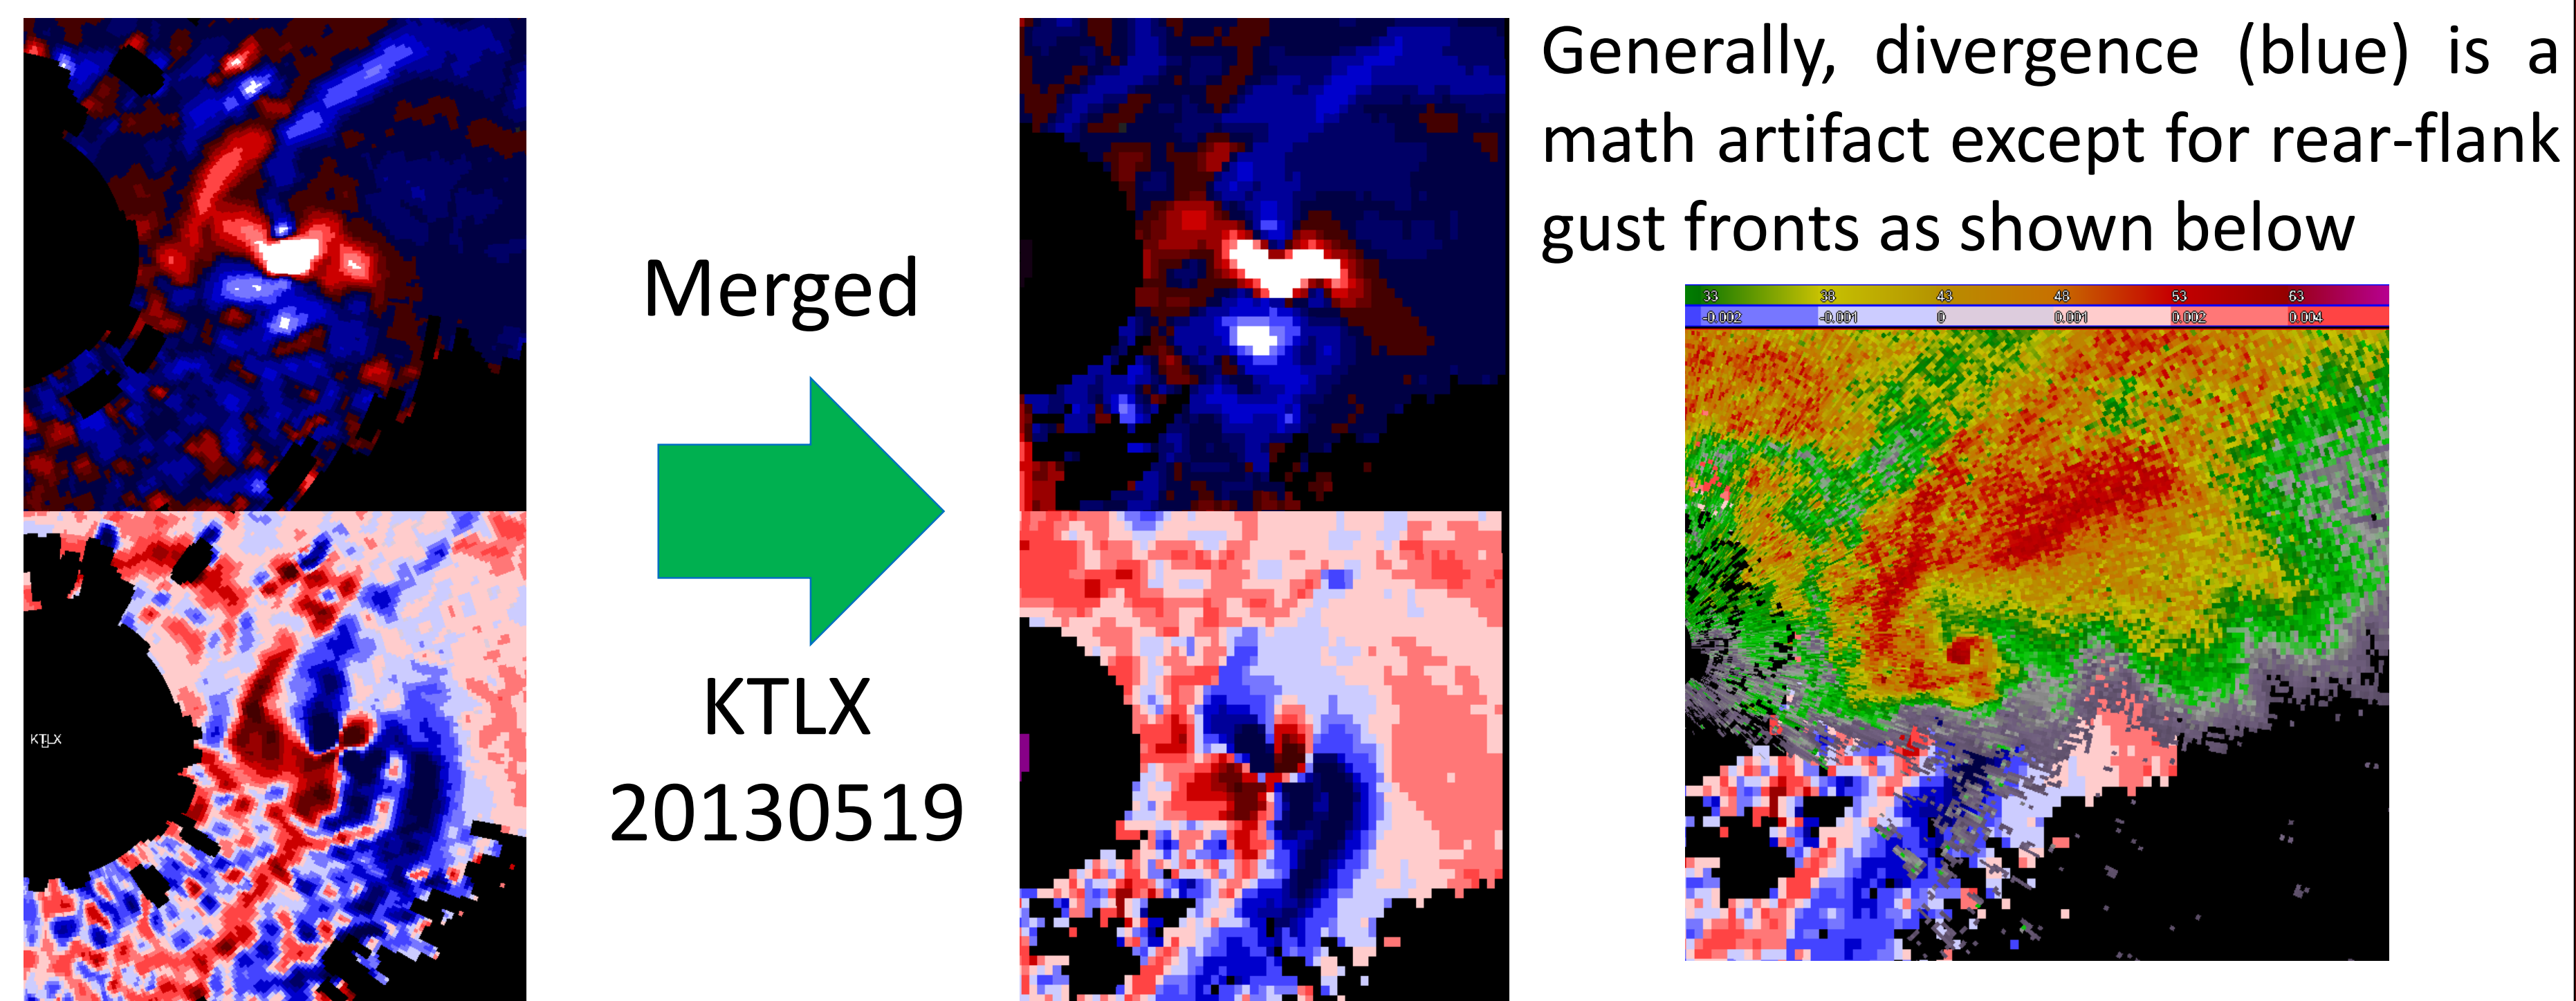 Generally, divergence (blue) is a
math artifact except for rear-flank
gust fronts as shown below
Merged
KTLX
20130519
KTLX
33 38 43 48 53 63
-0.002 -0.001 0 0.001 0.002 0.004